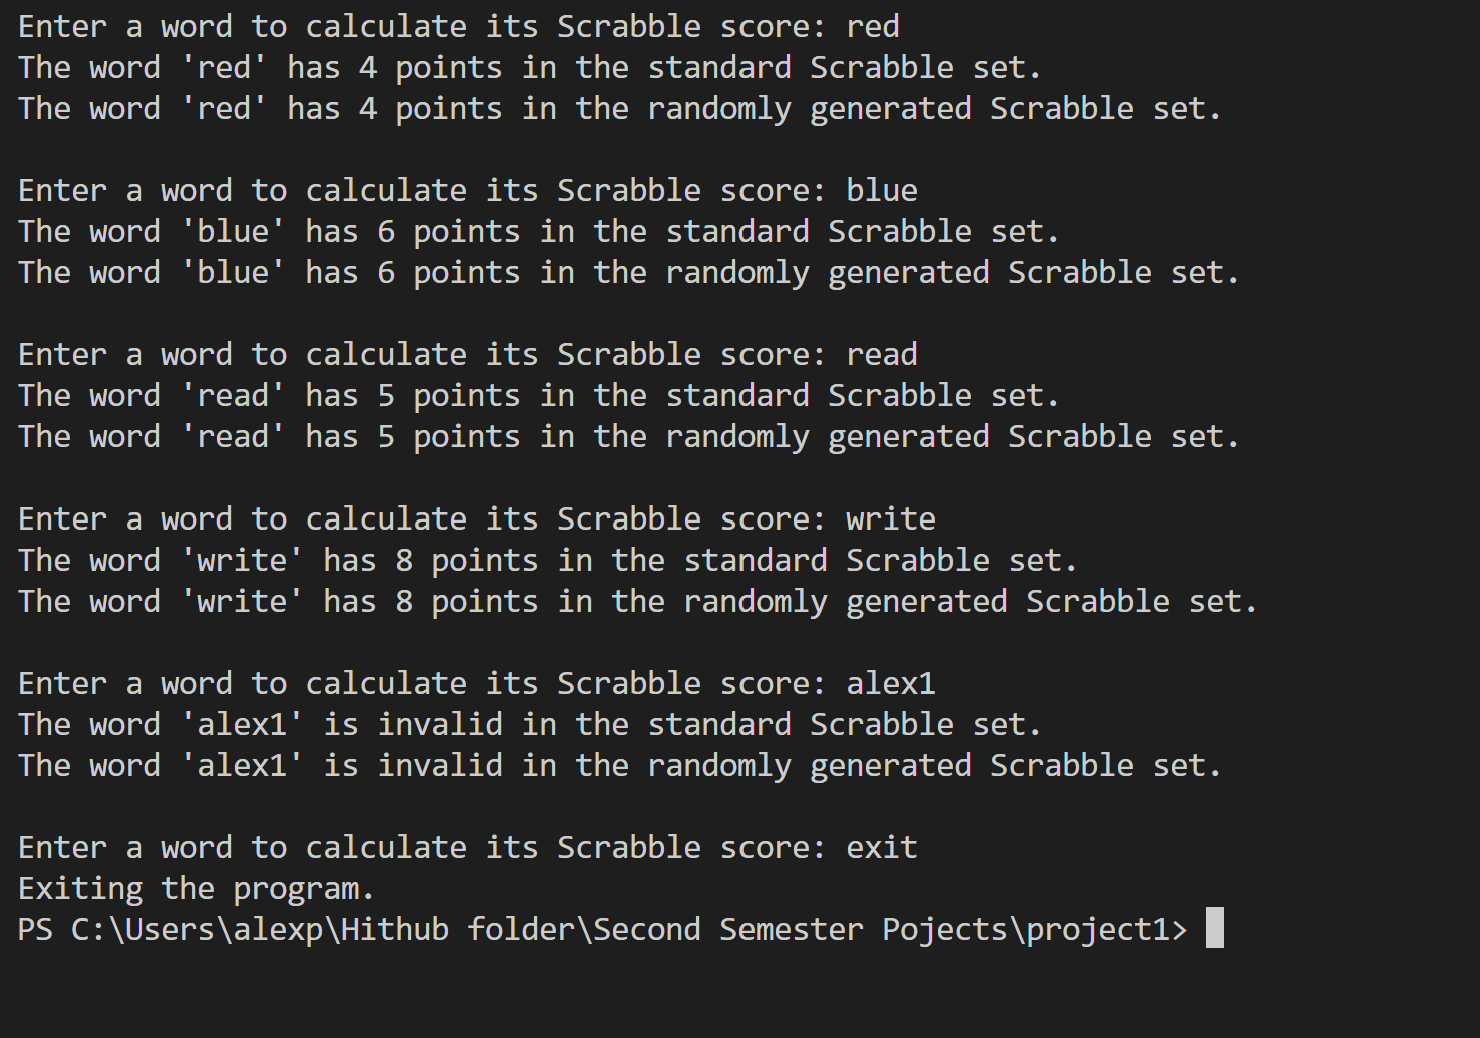 Enter a word to calculate its Scrabble score: red
The word 'red' has 4 points in the standard Scrabble set.
The word 'red' has 4 points in the randomly generated Scrabble set.

Enter a word to calculate its Scrabble score: blue
The word 'blue' has 6 points in the standard Scrabble set.
The word 'blue' has 6 points in the randomly generated Scrabble set.

Enter a word to calculate its Scrabble score: read
The word 'read' has 5 points in the standard Scrabble set.
The word 'read' has 5 points in the randomly generated Scrabble set.

Enter a word to calculate its Scrabble score: write
The word 'write' has 8 points in the standard Scrabble set.
The word 'write' has 8 points in the randomly generated Scrabble set.

Enter a word to calculate its Scrabble score: alex1
The word 'alex1' is invalid in the standard Scrabble set.
The word 'alex1' is invalid in the randomly generated Scrabble set.

Enter a word to calculate its Scrabble score: exit
Exiting the program.
PS C:\Users\alexp\Hithub folder\Second Semester Pojects\project1>